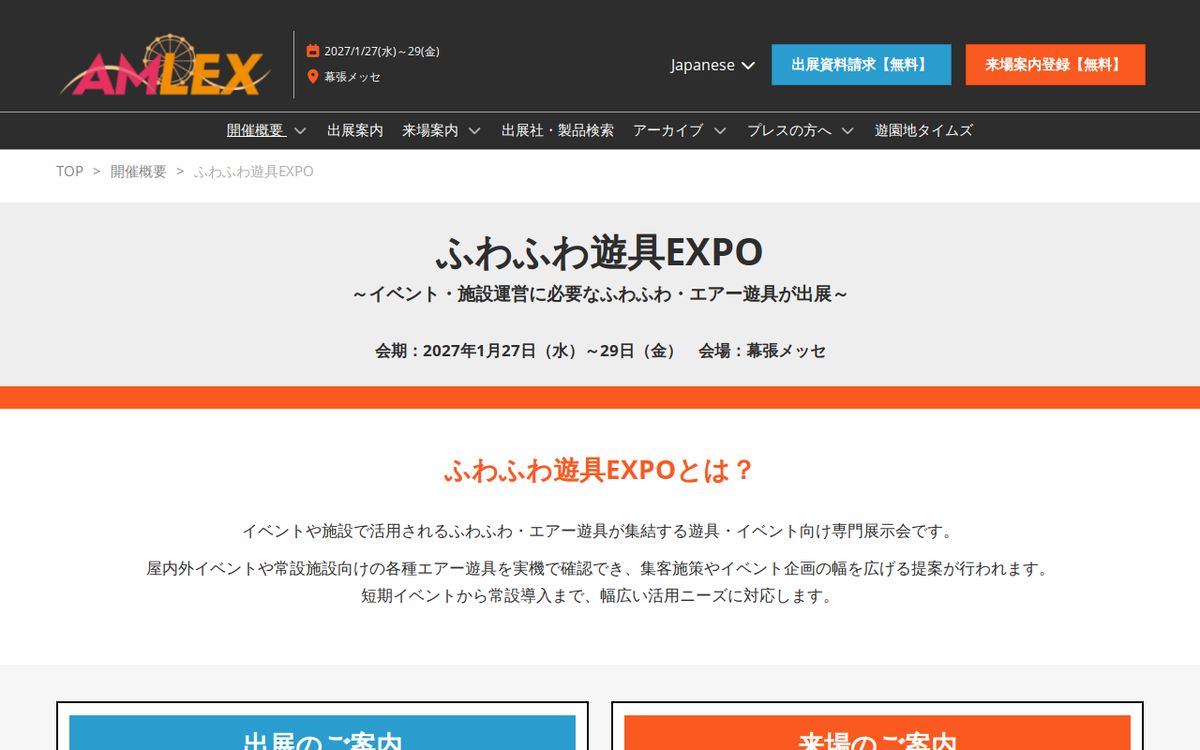 AMLEX
2027/1/27(水)～29(金)
幕張メッセ
Japanese
出展資料請求【無料】
来場案内登録【無料】
開催概要
出展案内
来場案内
出展社・製品検索
アーカイブ
プレスの方へ
遊園地タイムズ
TOP > 開催概要 > ふわふわ遊具EXPO
ふわふわ遊具EXPO
～イベント・施設運営に必要なふわふわ・エアー遊具が出展～
会期：2027年1月27日（水）～29日（金）　会場：幕張メッセ
ふわふわ遊具EXPOとは？
イベントや施設で活用されるふわふわ・エアー遊具が集結する遊具・イベント向け専門展示会です。
屋内外イベントや常設施設向けの各種エアー遊具を実機で確認でき、集客施策やイベント企画の幅を広げる提案が行われます。
短期イベントから常設導入まで、幅広い活用ニーズに対応します。
出展のご案内
来場のご案内